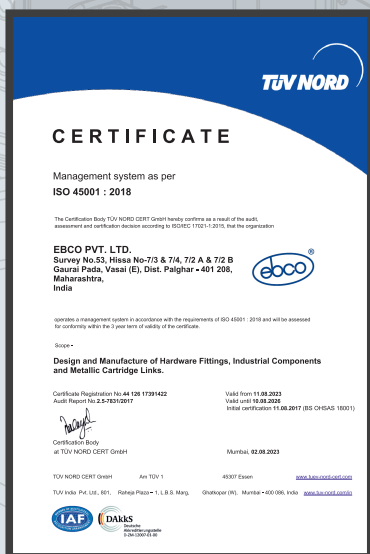 TÜV NORD
CERTIFICATE
Management system as per
ISO 45001 : 2018
The Certification Body TÜV NORD CERT GmbH hereby confirms as a result of the audit,
assessment and certification decision according to ISO/IEC 17021-1:2015, that the organization
EBCO PVT. LTD.
Survey No.53, Hissa No-7/3 & 7/4, 7/2 A & 7/2 B
Gaurai Pada, Vasai (E), Dist. Palghar - 401 208,
Maharashtra,
India
ebco®
operates a management system in accordance with the requirements of ISO 45001 : 2018 and will be assessed
for conformity within the 3 year term of validity of the certificate.
Scope -
Design and Manufacture of Hardware Fittings, Industrial Components
and Metallic Cartridge Links.
Certificate Registration No.44 126 17391422
Audit Report No.2.5-7831/2017
Valid from 11.08.2023
Valid until 10.08.2026
Initial certification 11.08.2017 (BS OHSAS 18001)
Certification Body
at TÜV NORD CERT GmbH
Mumbai, 02.08.2023
TÜV NORD CERT GmbH Am TÜV 1 45307 Essen www.tuev-nord-cert.com
TUV India Pvt. Ltd., 801, Raheja Plaza - 1, L.B.S. Marg, Ghatkopar (W), Mumbai - 400 086, India www.tuv-nord.com/in
IAF
DAkkS
Deutsche
Akkreditierungsstelle
D-ZM-12007-01-00